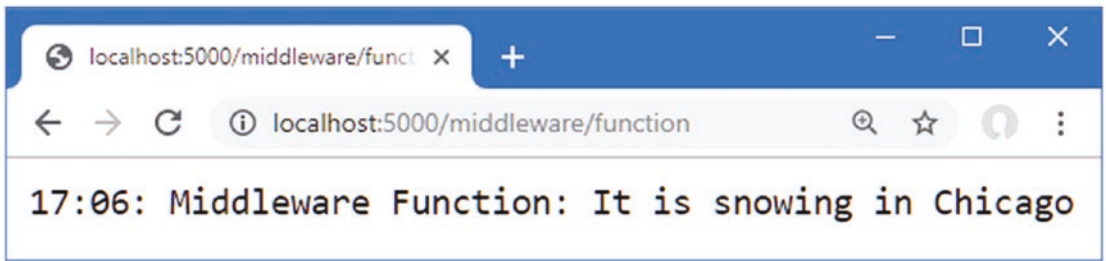 localhost:5000/middleware/funct
localhost:5000/middleware/function
17:06: Middleware Function: It is snowing in Chicago